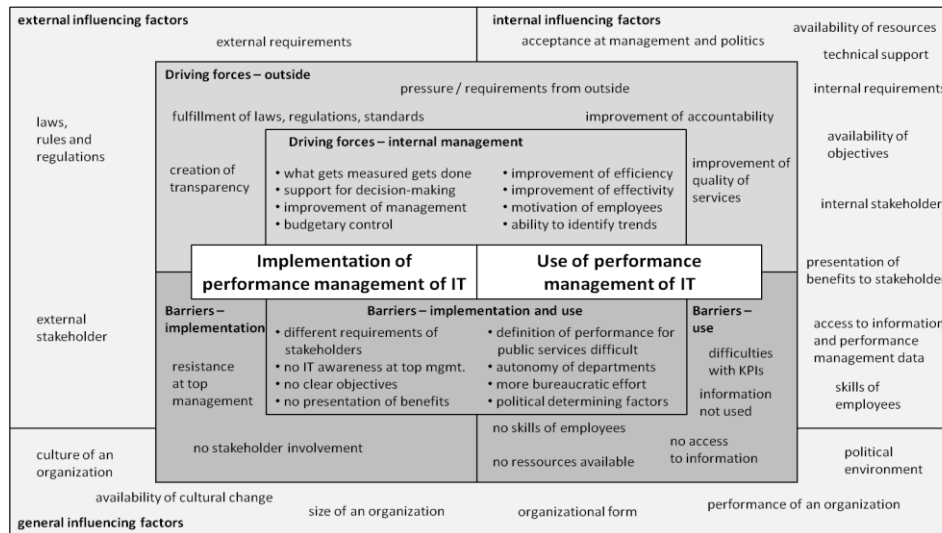 external influencing factors
external requirements
laws,
rules and
regulations
external
stakeholder
internal influencing factors
acceptance at management and politics
availability of resources
technical support
internal requirements
availability of
objectives
internal stakeholder
presentation of
benefits to stakeholder
access to information
and performance
management data
skills of
employees
Driving forces – outside
pressure / requirements from outside
fulfillment of laws, regulations, standards
improvement of accountability
creation of
transparency
improvement of
quality of
services
Driving forces – internal management
• what gets measured gets done
• support for decision-making
• improvement of management
• budgetary control
• improvement of efficiency
• improvement of effectivity
• motivation of employees
• ability to identify trends
Implementation of
performance management of IT
Use of performance
management of IT
Barriers –
implementation
resistance
at top
management
no stakeholder involvement
Barriers – implementation and use
• different requirements of
stakeholders
• no IT awareness at top mgmt.
• no clear objectives
• no presentation of benefits
• definition of performance for
public services difficult
• autonomy of departments
• more bureaucratic effort
• political determining factors
Barriers –
use
difficulties
with KPIs
information
not used
no skills of employees
no ressources available
no access
to information
culture of an
organization
availability of cultural change
size of an organization
organizational form
performance of an organization
political
environment
general influencing factors